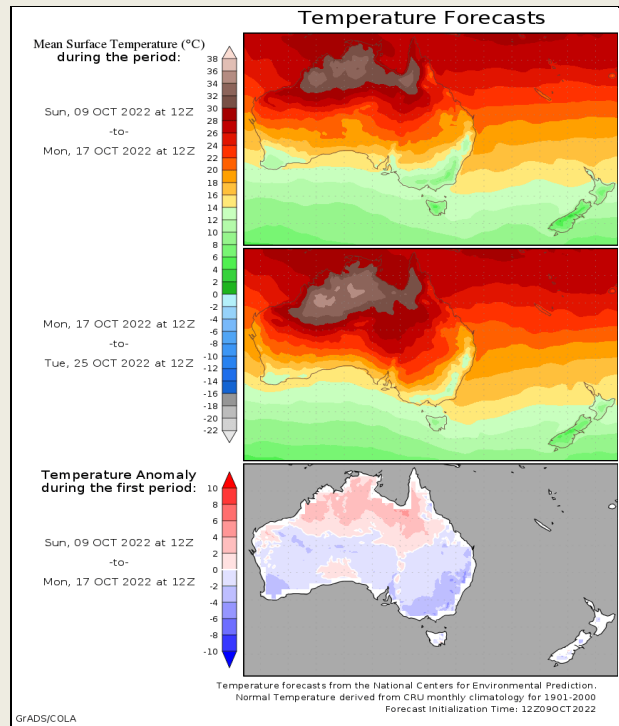 Temperature Forecasts
Mean Surface Temperature (°C)
during the period:
Sun, 09 OCT 2022 at 12Z
-to-
Mon, 17 OCT 2022 at 12Z
38
36
34
32
30
28
26
24
22
20
18
16
14
12
10
8
6
4
2
0
-2
-4
-6
-8
-10
-12
-14
-16
-18
-20
-22
Mon, 17 OCT 2022 at 12Z
-to-
Tue, 25 OCT 2022 at 12Z
Temperature Anomaly
during the first period:
Sun, 09 OCT 2022 at 12Z
-to-
Mon, 17 OCT 2022 at 12Z
10
8
6
4
2
0
-2
-4
-6
-8
-10
Temperature forecasts from the National Centers for Environmental Prediction.
Normal Temperature derived from CRU monthly climatology for 1901-2000
Forecast Initialization Time: 12Z09OCT2022
GrADS/COLA